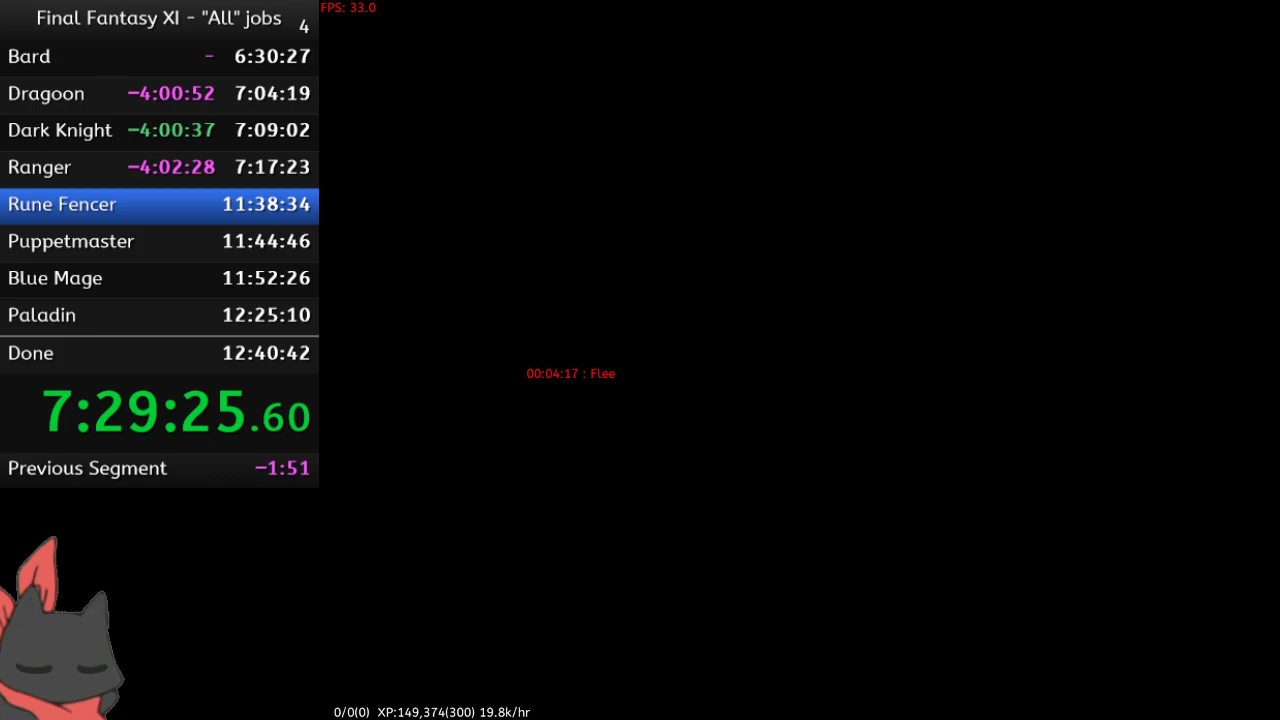 Final Fantasy XI - "All" jobs 4
FPS: 33.0
Bard - 6:30:27
Dragoon −4:00:52 7:04:19
Dark Knight −4:00:37 7:09:02
Ranger −4:02:28 7:17:23
Rune Fencer 11:38:34
Puppetmaster 11:44:46
Blue Mage 11:52:26
Paladin 12:25:10
Done 12:40:42
00:04:17 : Flee
7:29:25.60
Previous Segment −1:51
0/0(0) XP:149,374(300) 19.8k/hr